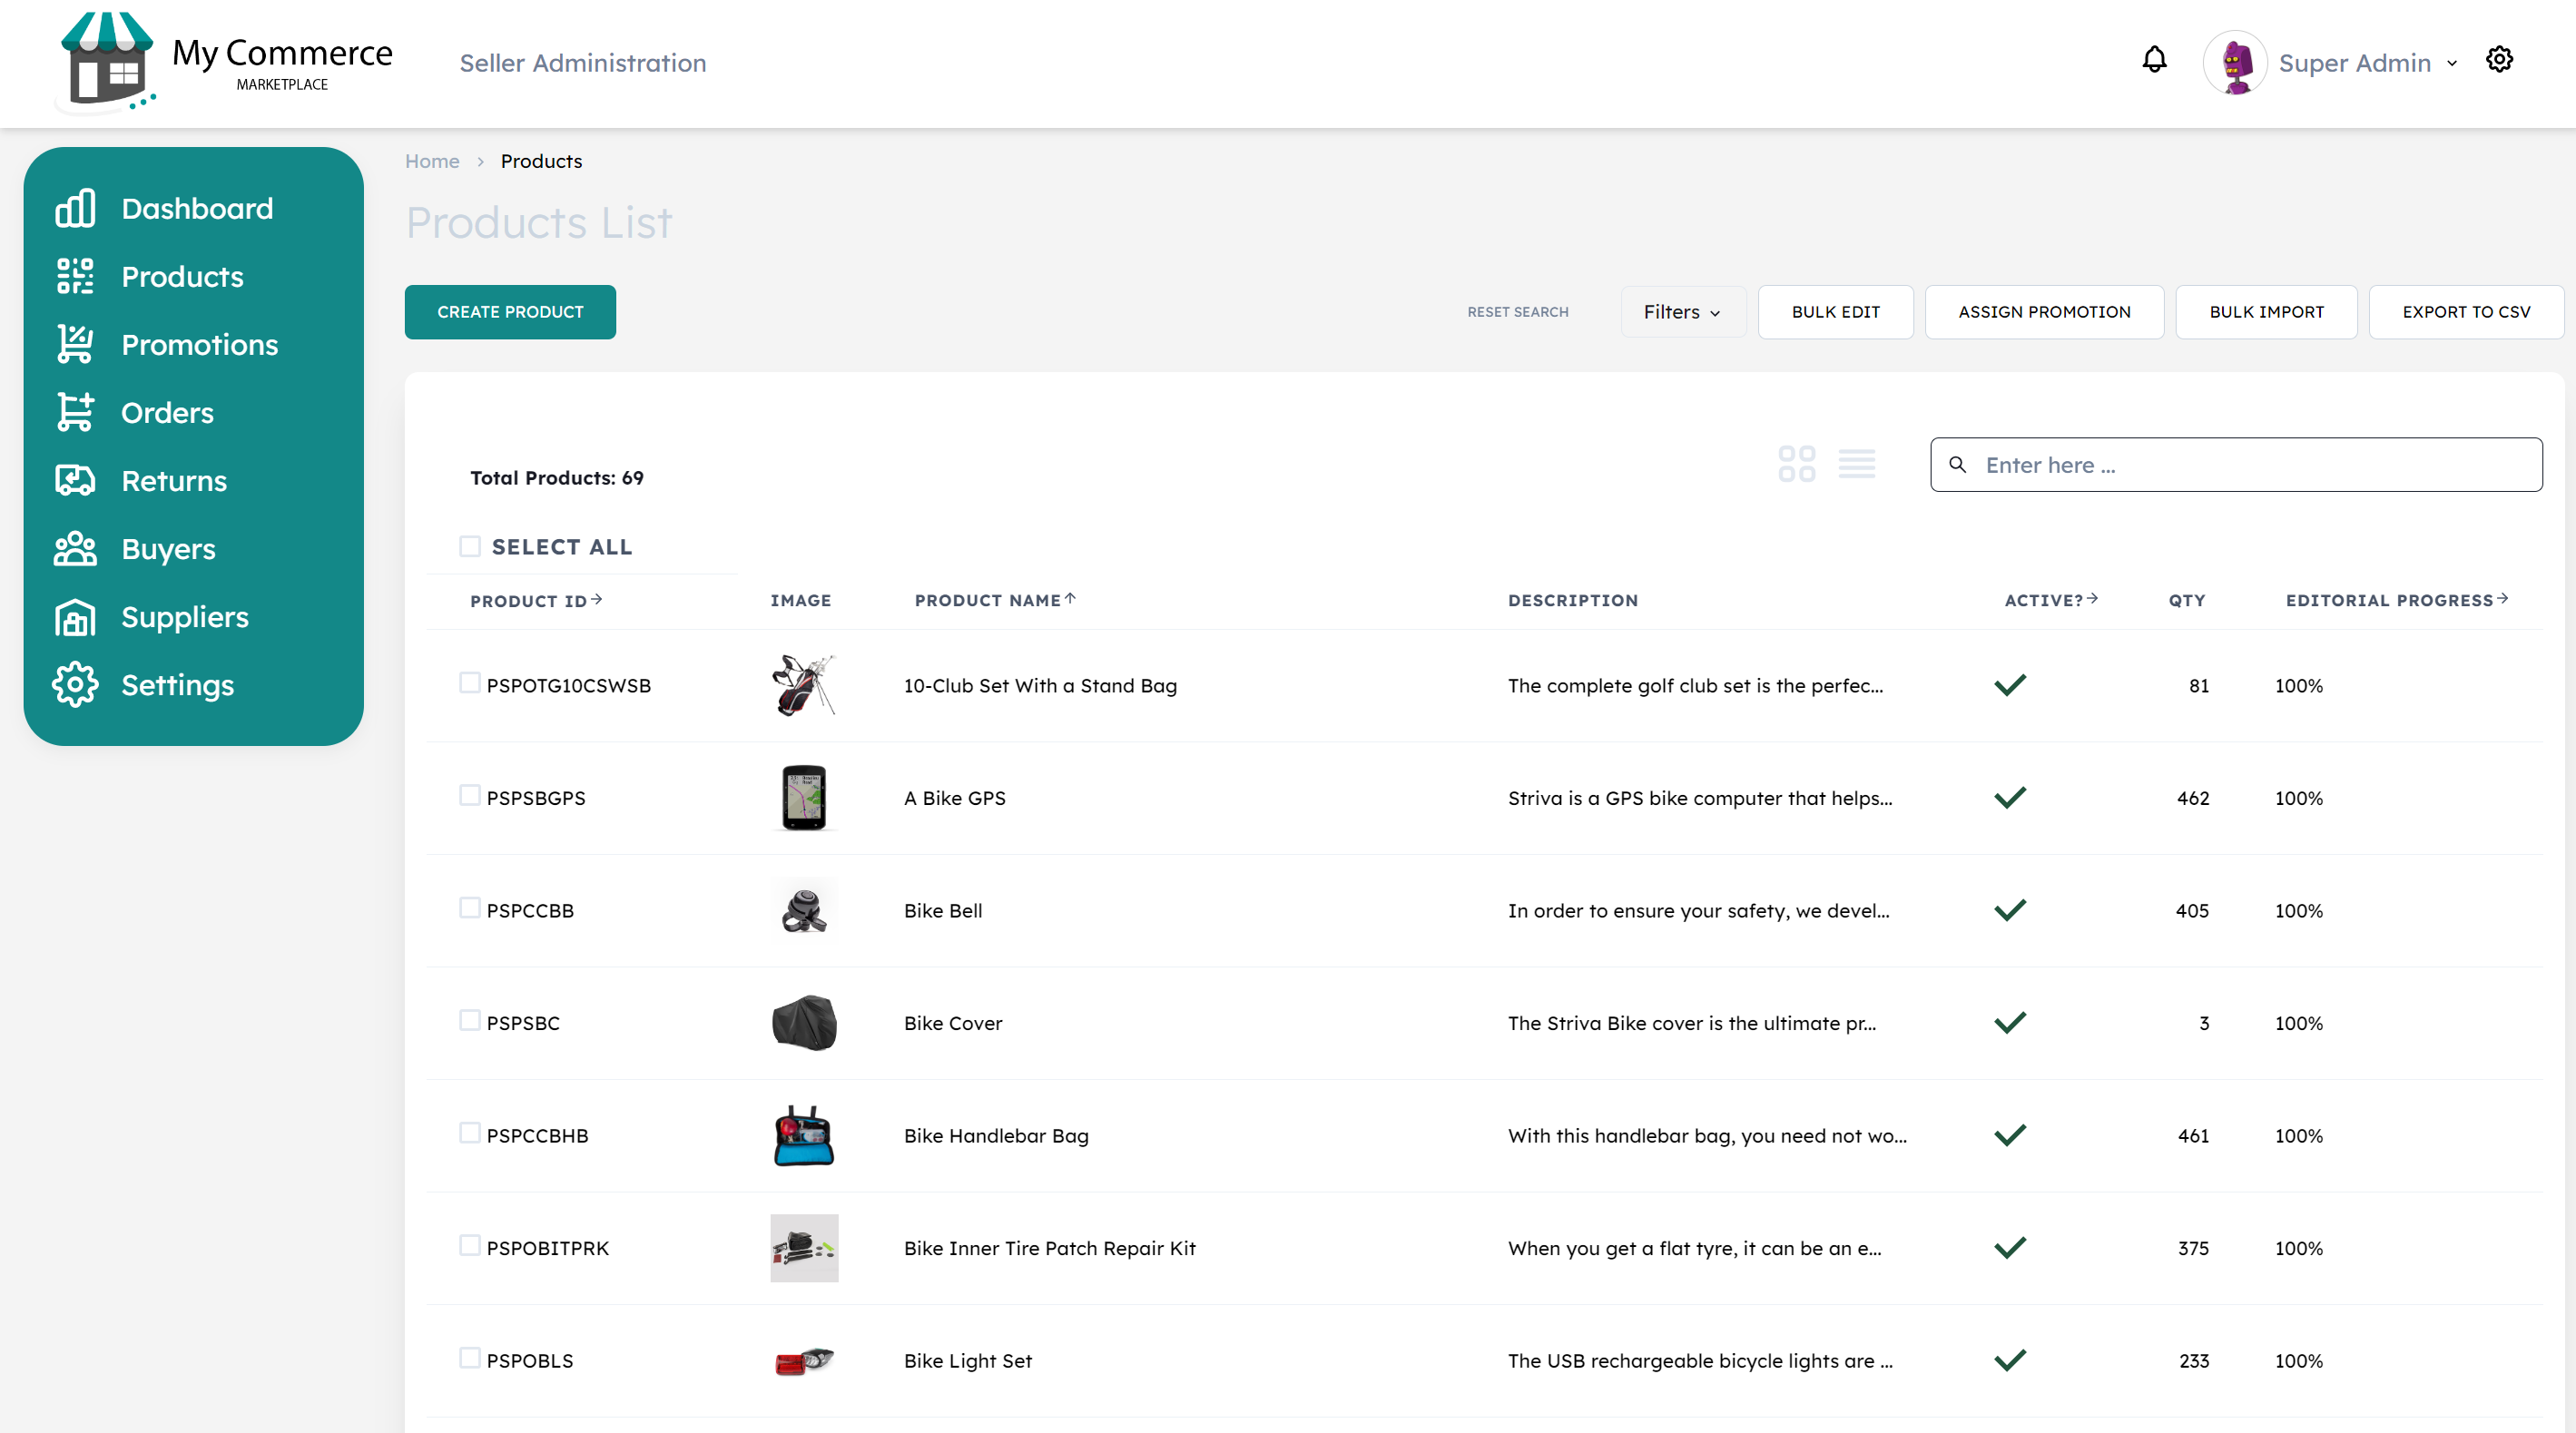 My Commerce
MARKETPLACE
Seller Administration
Super Admin
Dashboard
Products
Promotions
Orders
Returns
Buyers
Suppliers
Settings
Home > Products
Products List
CREATE PRODUCT
RESET SEARCH
Filters
BULK EDIT
ASSIGN PROMOTION
BULK IMPORT
EXPORT TO CSV
Total Products: 69
Enter here ...
SELECT ALL
PRODUCT ID IMAGE PRODUCT NAME DESCRIPTION ACTIVE? QTY EDITORIAL PROGRESS
PSPOTG10CSWSB 10-Club Set With a Stand Bag The complete golf club set is the perfec... 81 100%
PSPSBGPS A Bike GPS Striva is a GPS bike computer that helps... 462 100%
PSPCCBB Bike Bell In order to ensure your safety, we devel... 405 100%
PSPSBC Bike Cover The Striva Bike cover is the ultimate pr... 3 100%
PSPCCBHB Bike Handlebar Bag With this handlebar bag, you need not wo... 461 100%
PSPOBITPRK Bike Inner Tire Patch Repair Kit When you get a flat tyre, it can be an e... 375 100%
PSPOBLS Bike Light Set The USB rechargeable bicycle lights are ... 233 100%